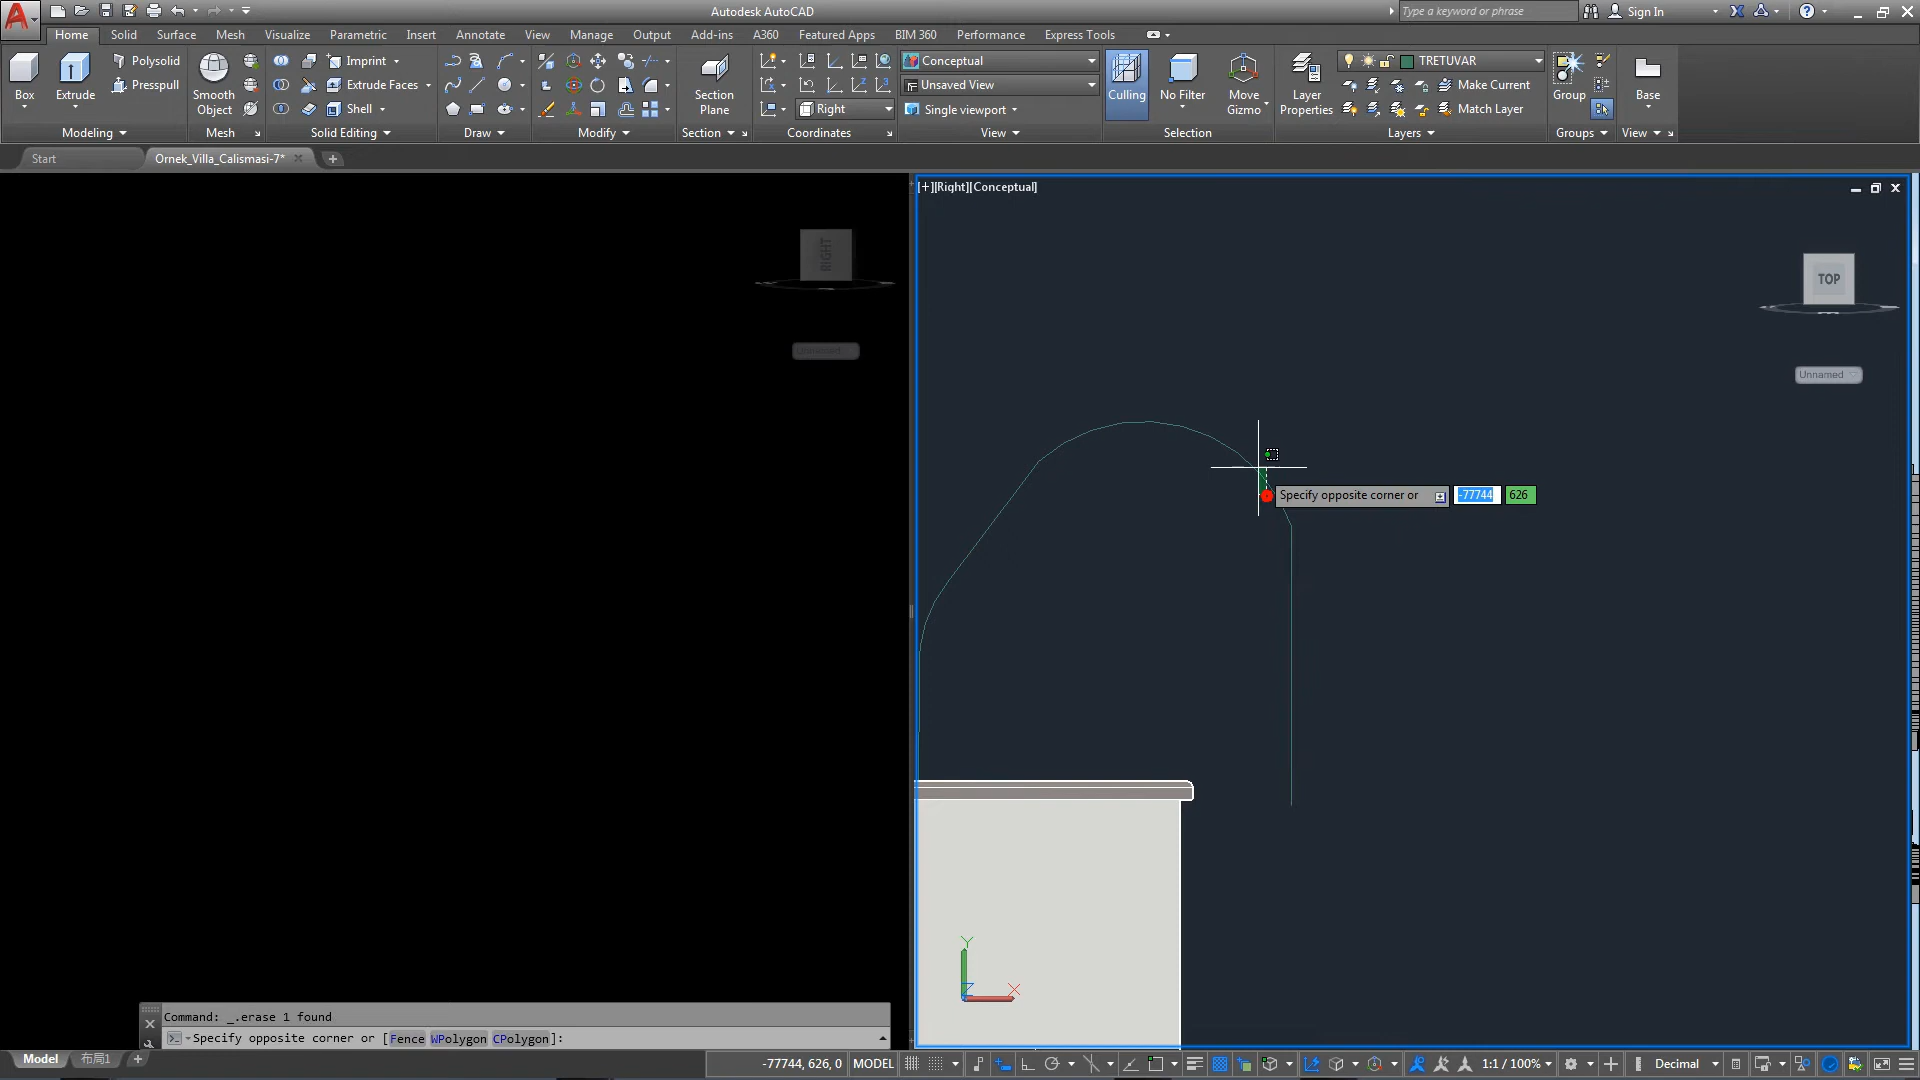 Autodesk AutoCAD
Type a keyword or phrase
Sign In
Home Solid Surface Mesh Visualize Parametric Insert Annotate View Manage Output Add-ins A360 Featured Apps BIM 360 Performance Express Tools
Box
Extrude
Polysolid
Presspull
Modeling
Smooth
Object
Mesh
Imprint
Extrude Faces
Shell
Solid Editing
Draw
Modify
Section
Plane
Section
Right
Coordinates
Conceptual
Unsaved View
Single viewport
View
Culling
No Filter
Move
Gizmo
Selection
Layer
Properties
TRETUVAR
Make Current
Match Layer
Layers
Group
Groups
Base
View
Start
Ornek_Villa_Calismasi-7*
[+][Right][Conceptual]
RIGHT
TOP
Unnamed
Specify opposite corner or -77744 626
Y
X
Z
Command: _.erase 1 found
Specify opposite corner or [Fence WPolygon CPolygon]:
Model 布局1
-77744, 626, 0 MODEL
1:1 / 100%
Decimal